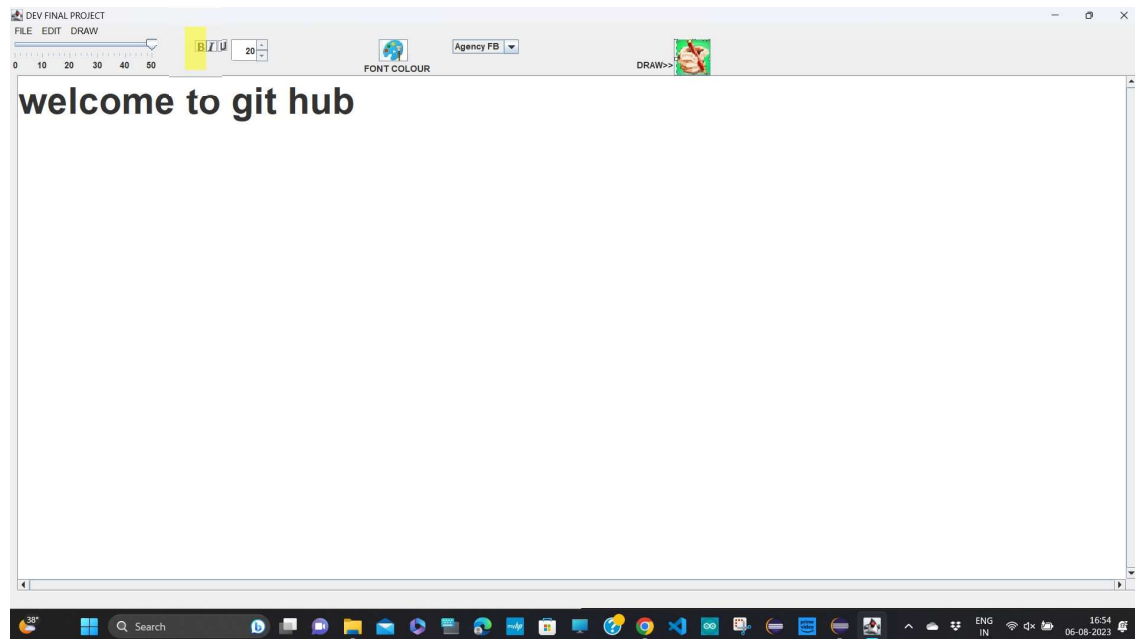 DEV FINAL PROJECT
FILE EDIT DRAW
B I U 20 Agency FB
0 10 20 30 40 50 FONT COLOUR DRAW>>
welcome to git hub
38°
Search
ENG 16:54
IN 06-08-2023